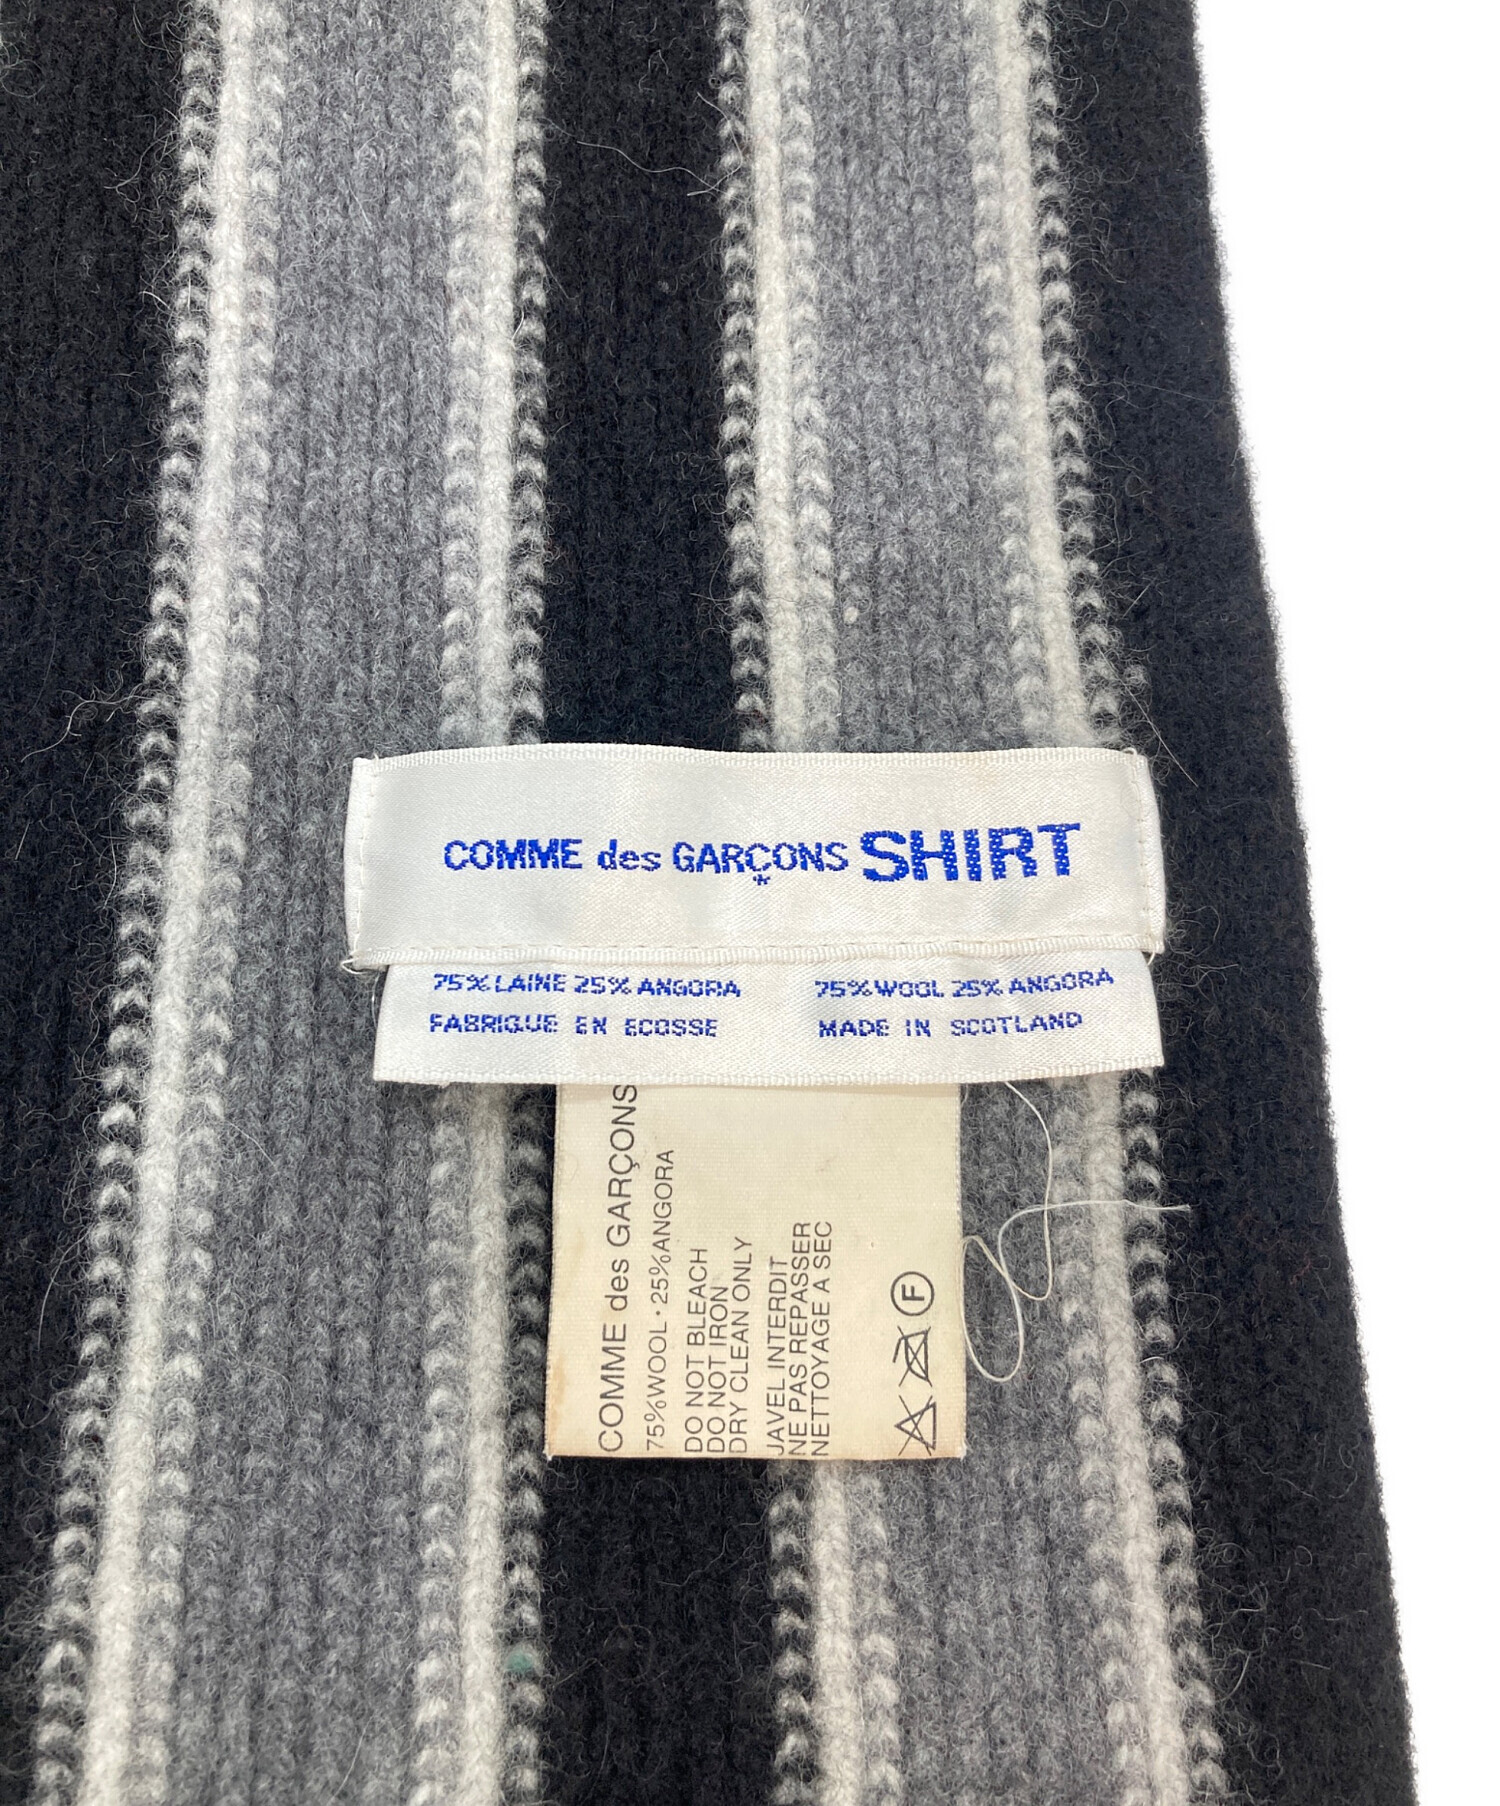 COMME des GARÇONS SHIRT
*
75% LAINE 25% ANGORA
FABRIQUE EN ECOSSE
75% WOOL 25% ANGORA
MADE IN SCOTLAND
COMME des GARÇONS
75%WOOL·25%ANGORA
DO NOT BLEACH
DO NOT IRON
DRY CLEAN ONLY
JAVEL INTERDIT
NE PAS REPASSER
NETTOYAGE A SEC
F